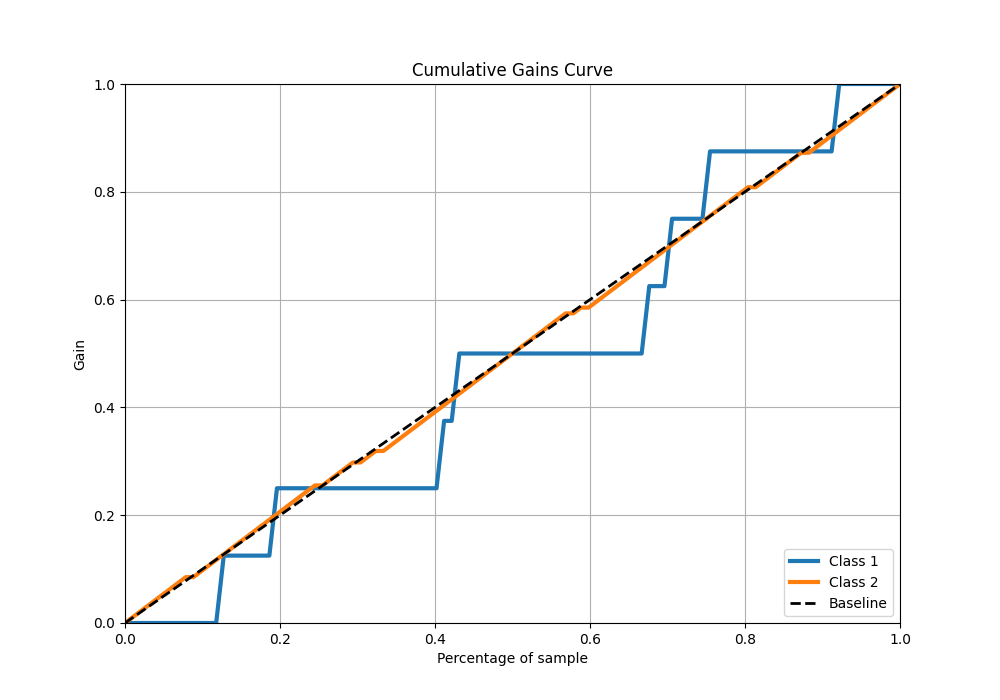 Cumulative Gains Curve
1.0
0.8
0.6
0.4
0.2
0.0
Gain
0.0 0.2 0.4 0.6 0.8 1.0
Percentage of sample
Class 1
Class 2
Baseline